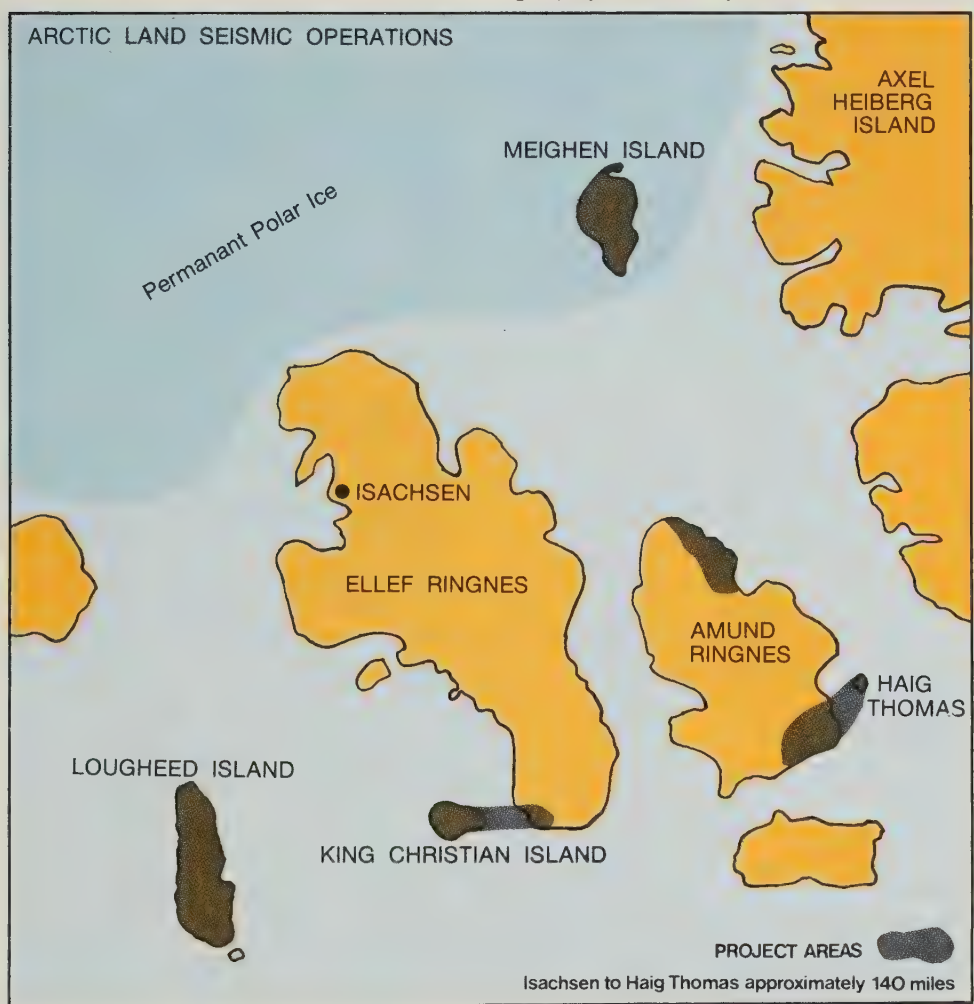 ARCTIC LAND SEISMIC OPERATIONS
AXEL
HEIBERG
ISLAND
MEIGHEN ISLAND
Permanant Polar Ice
ISACHSEN
ELLEF RINGNES
AMUND
RINGNES
HAIG
THOMAS
LOUGHEED ISLAND
KING CHRISTIAN ISLAND
PROJECT AREAS
Isachsen to Haig Thomas approximately 140 miles